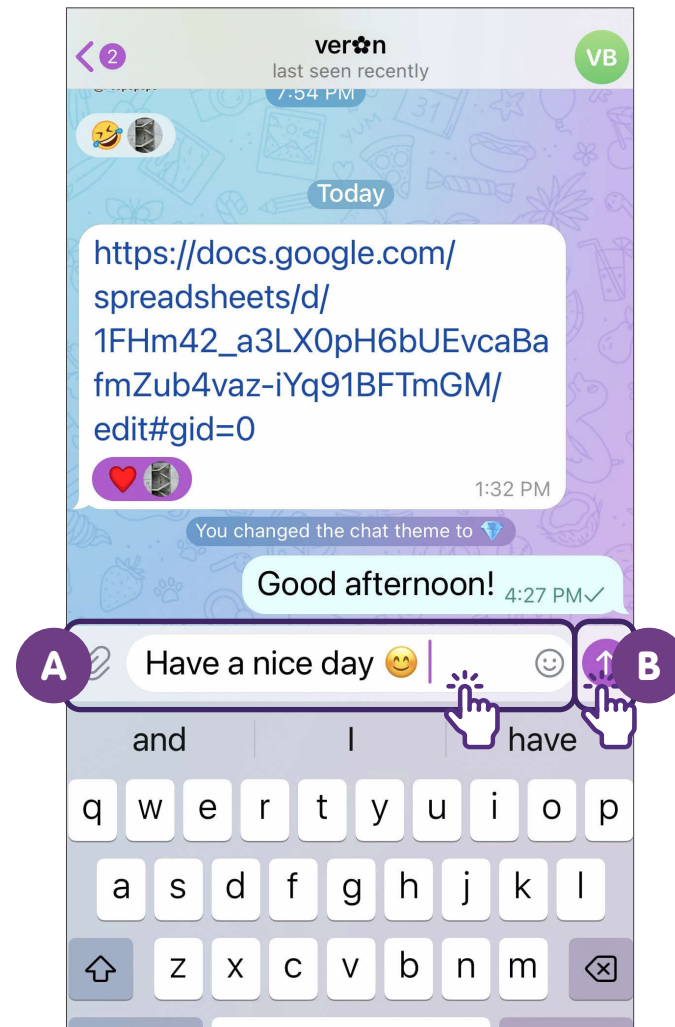 2
ver✿n
last seen recently
VB
7:54 PM
🤣
Today
https://docs.google.com/
spreadsheets/d/
1FHm42_a3LX0pH6bUEvcaBa
fmZub4vaz-iYq91BFTmGM/
edit#gid=0
❤️
1:32 PM
You changed the chat theme to 💎
Good afternoon! 4:27 PM✓
A
Have a nice day 😊
B
and I have
q w e r t y u i o p
a s d f g h j k l
z x c v b n m